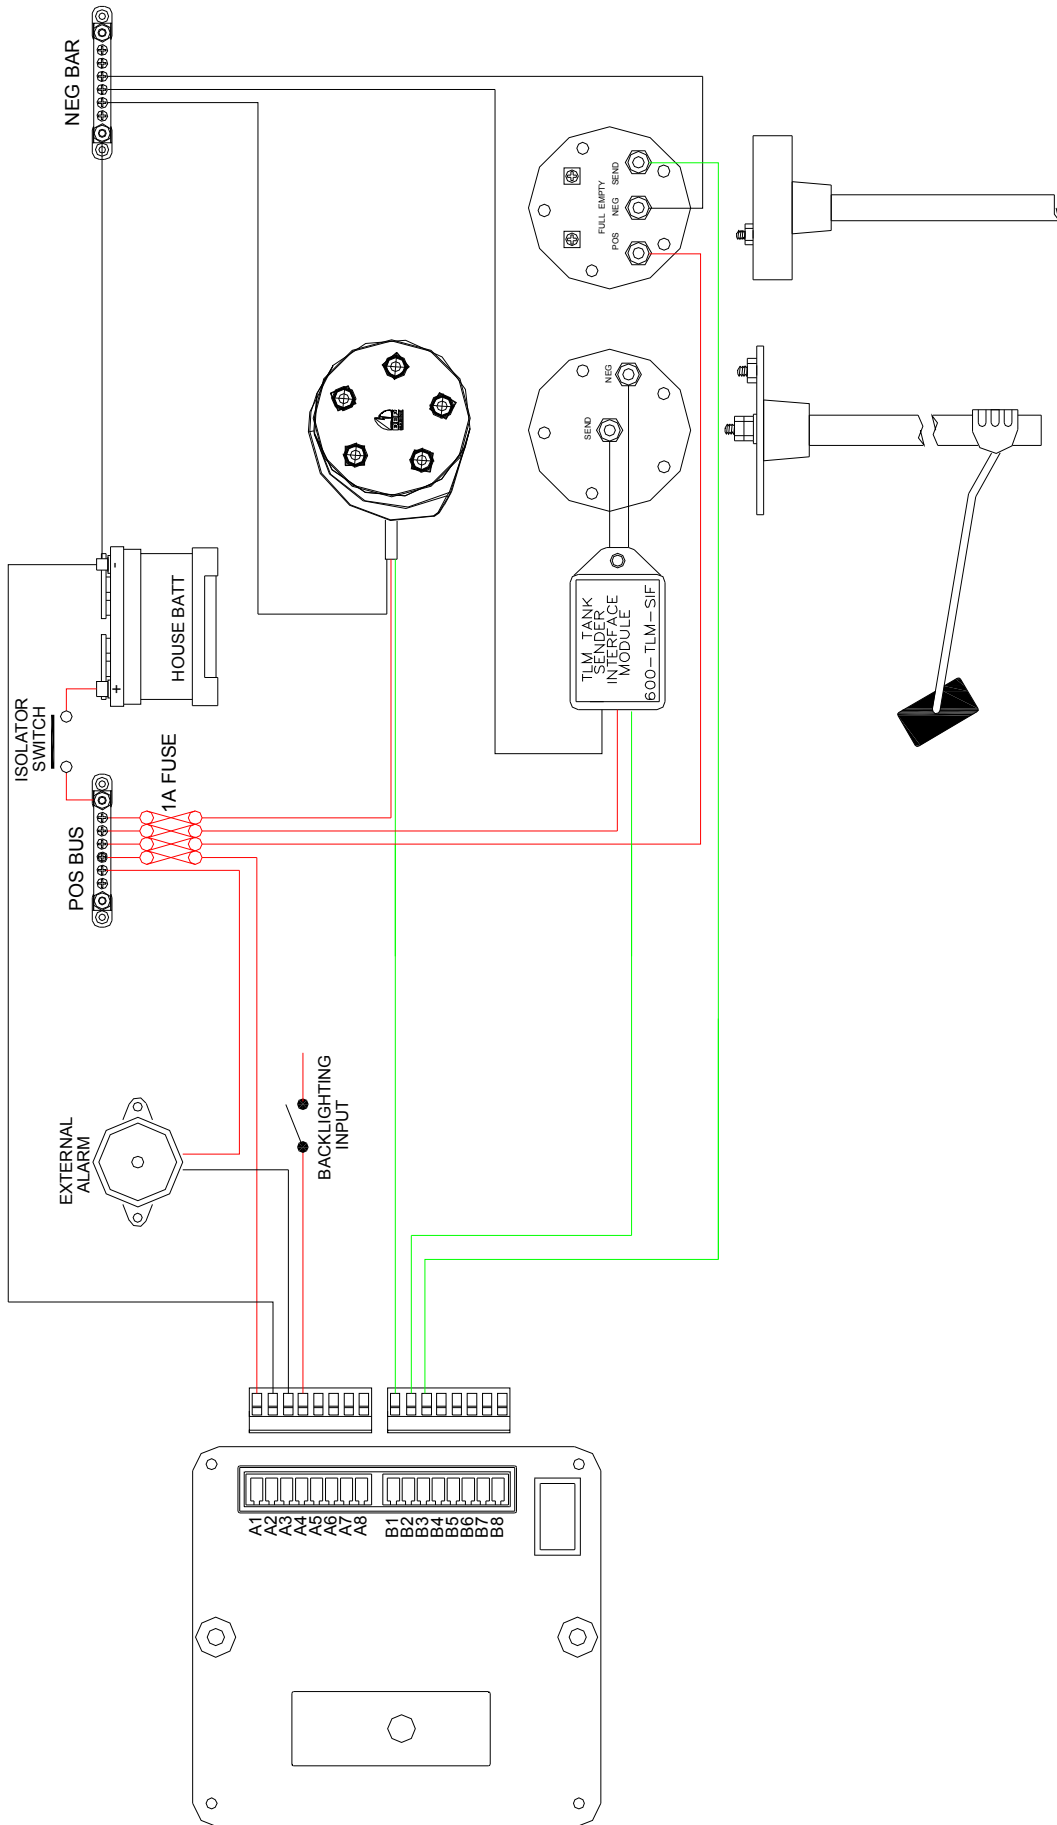 NEG BAR
HOUSE BATT
+
-
ISOLATOR
SWITCH
POS BUS
1A FUSE
EXTERNAL
ALARM
BACKLIGHTING
INPUT
FULL EMPTY
POS NEG SEND
SEND
NEG
TLM TANK
SENDER
INTERFACE
MODULE
600-TLM-SIF
A1
A2
A3
A4
A5
A6
A7
A8
B1
B2
B3
B4
B5
B6
B7
B8